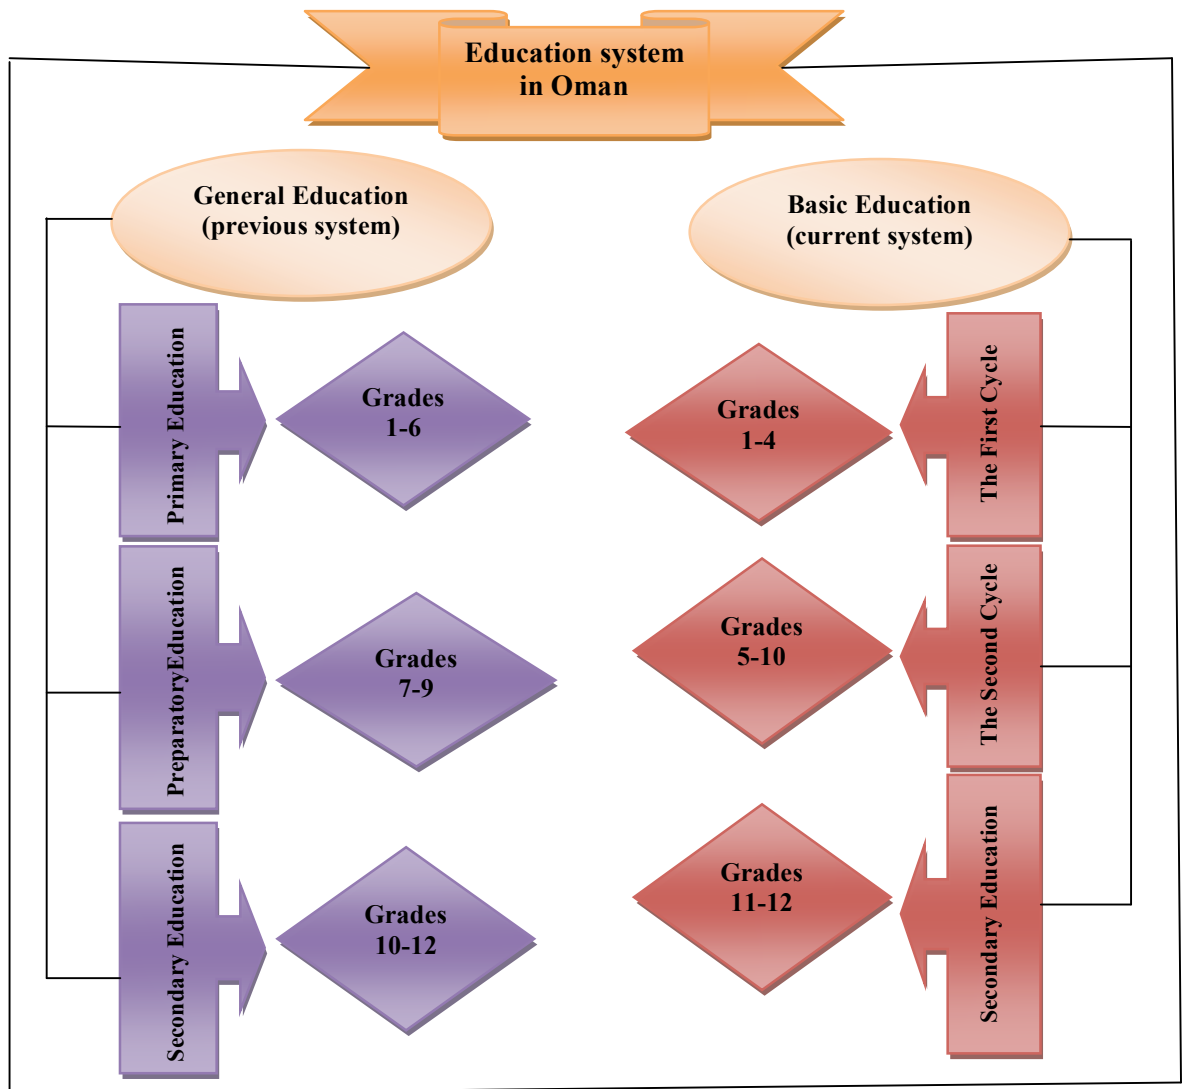 Education system
in Oman
General Education
(previous system)
Primary Education
Grades
1-6
PreparatoryEducation
Grades
7-9
Secondary Education
Grades
10-12
Basic Education
(current system)
The First Cycle
Grades
1-4
The Second Cycle
Grades
5-10
Secondary Education
Grades
11-12